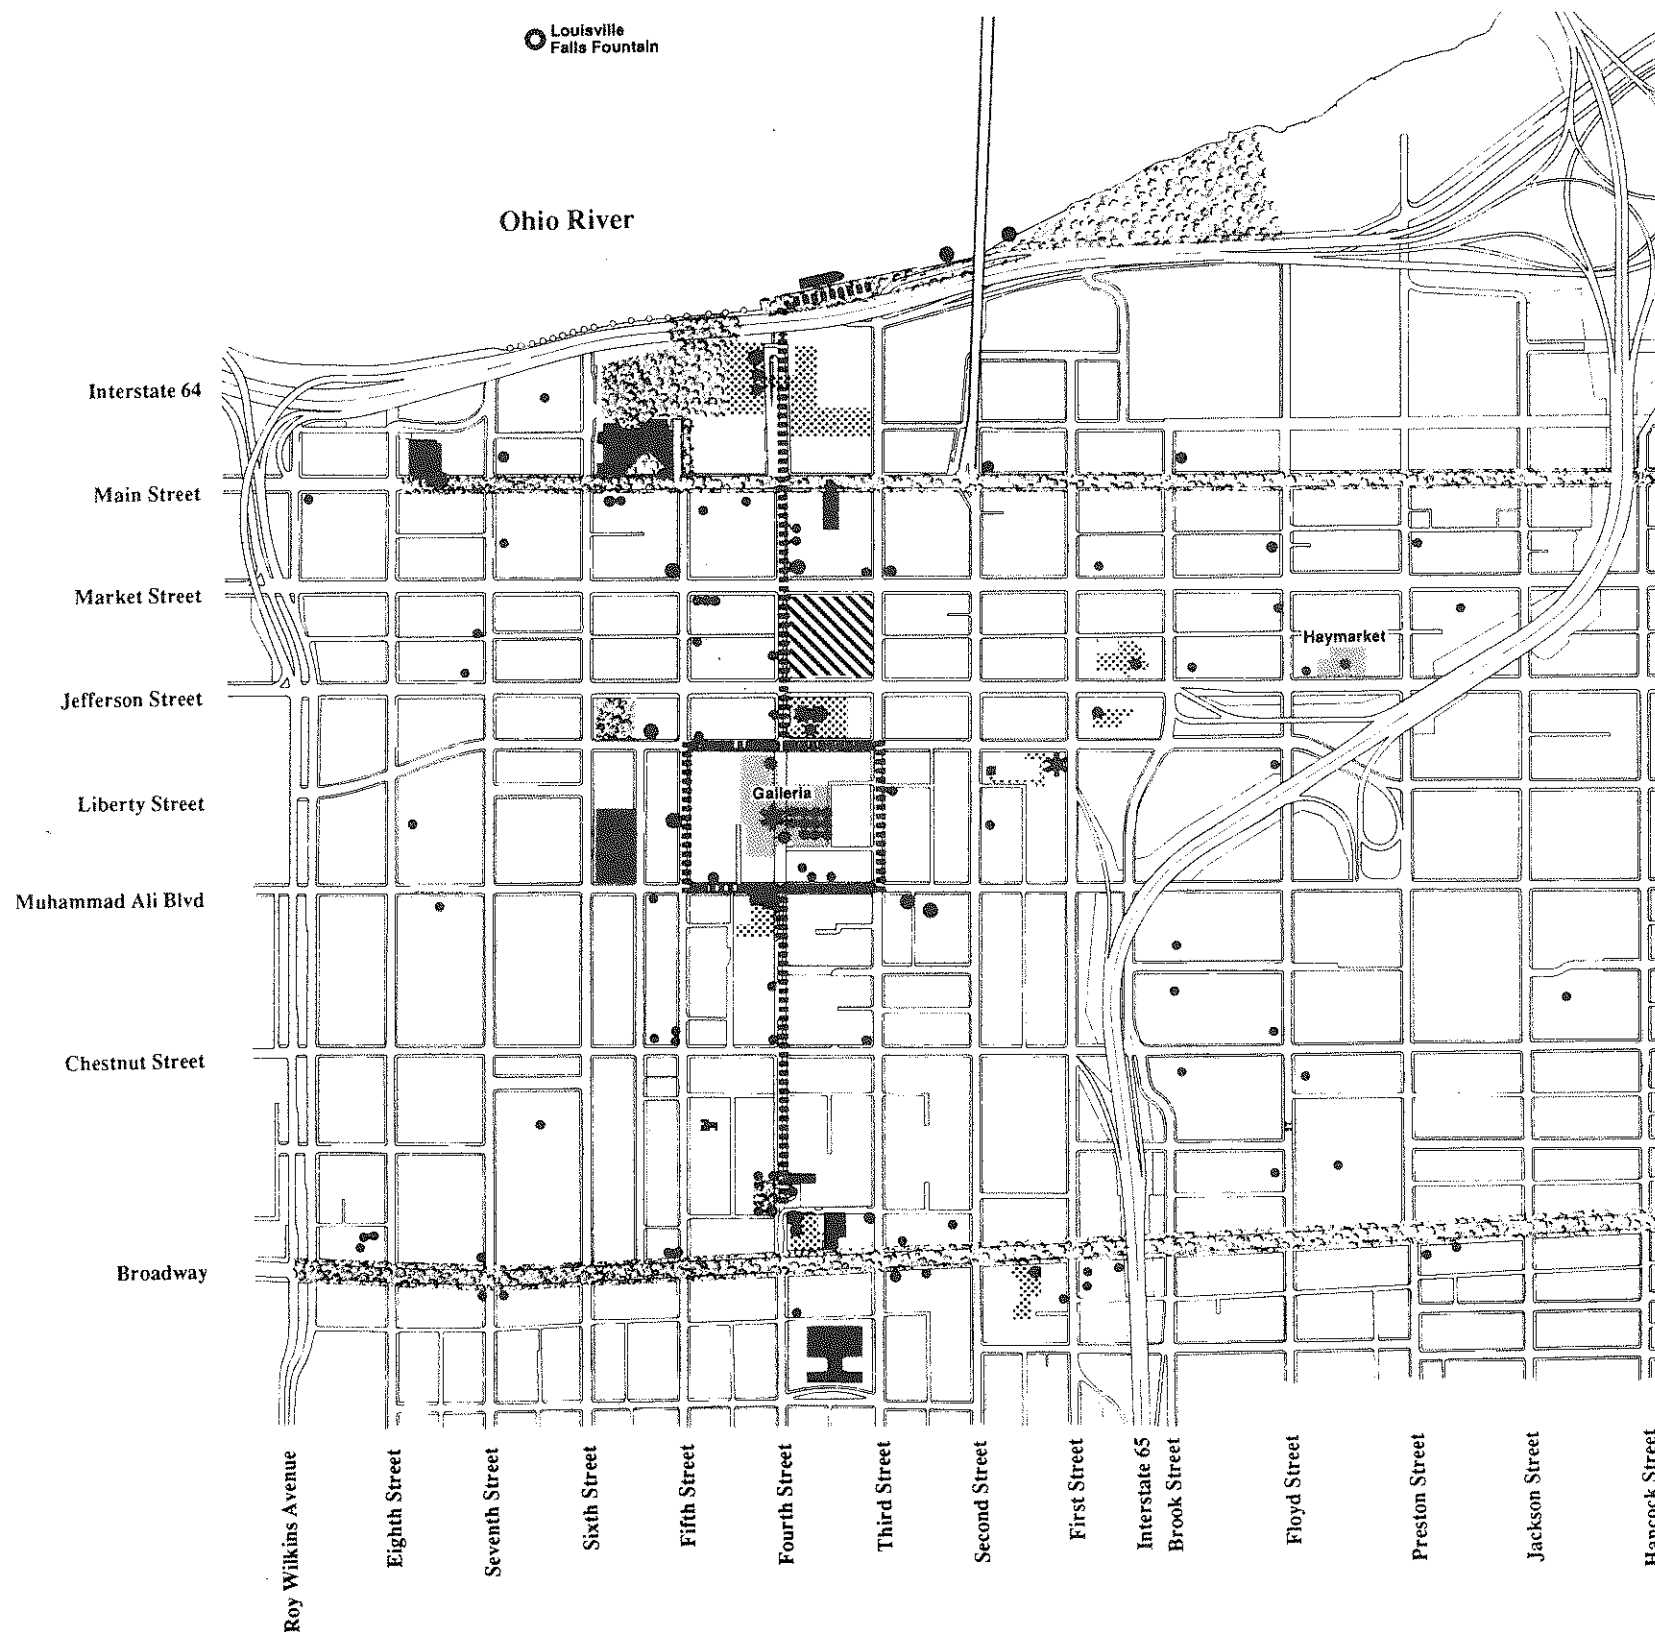 Louisville
Falls Fountain
Ohio River
Interstate 64
Main Street
Market Street
Haymarket
Jefferson Street
Galleria
Liberty Street
Muhammad Ali Blvd
Chestnut Street
Broadway
Roy Wilkins Avenue
Eighth Street
Seventh Street
Sixth Street
Fifth Street
Fourth Street
Third Street
Second Street
First Street
Interstate 65
Brook Street
Floyd Street
Preston Street
Jackson Street
Hancock Street